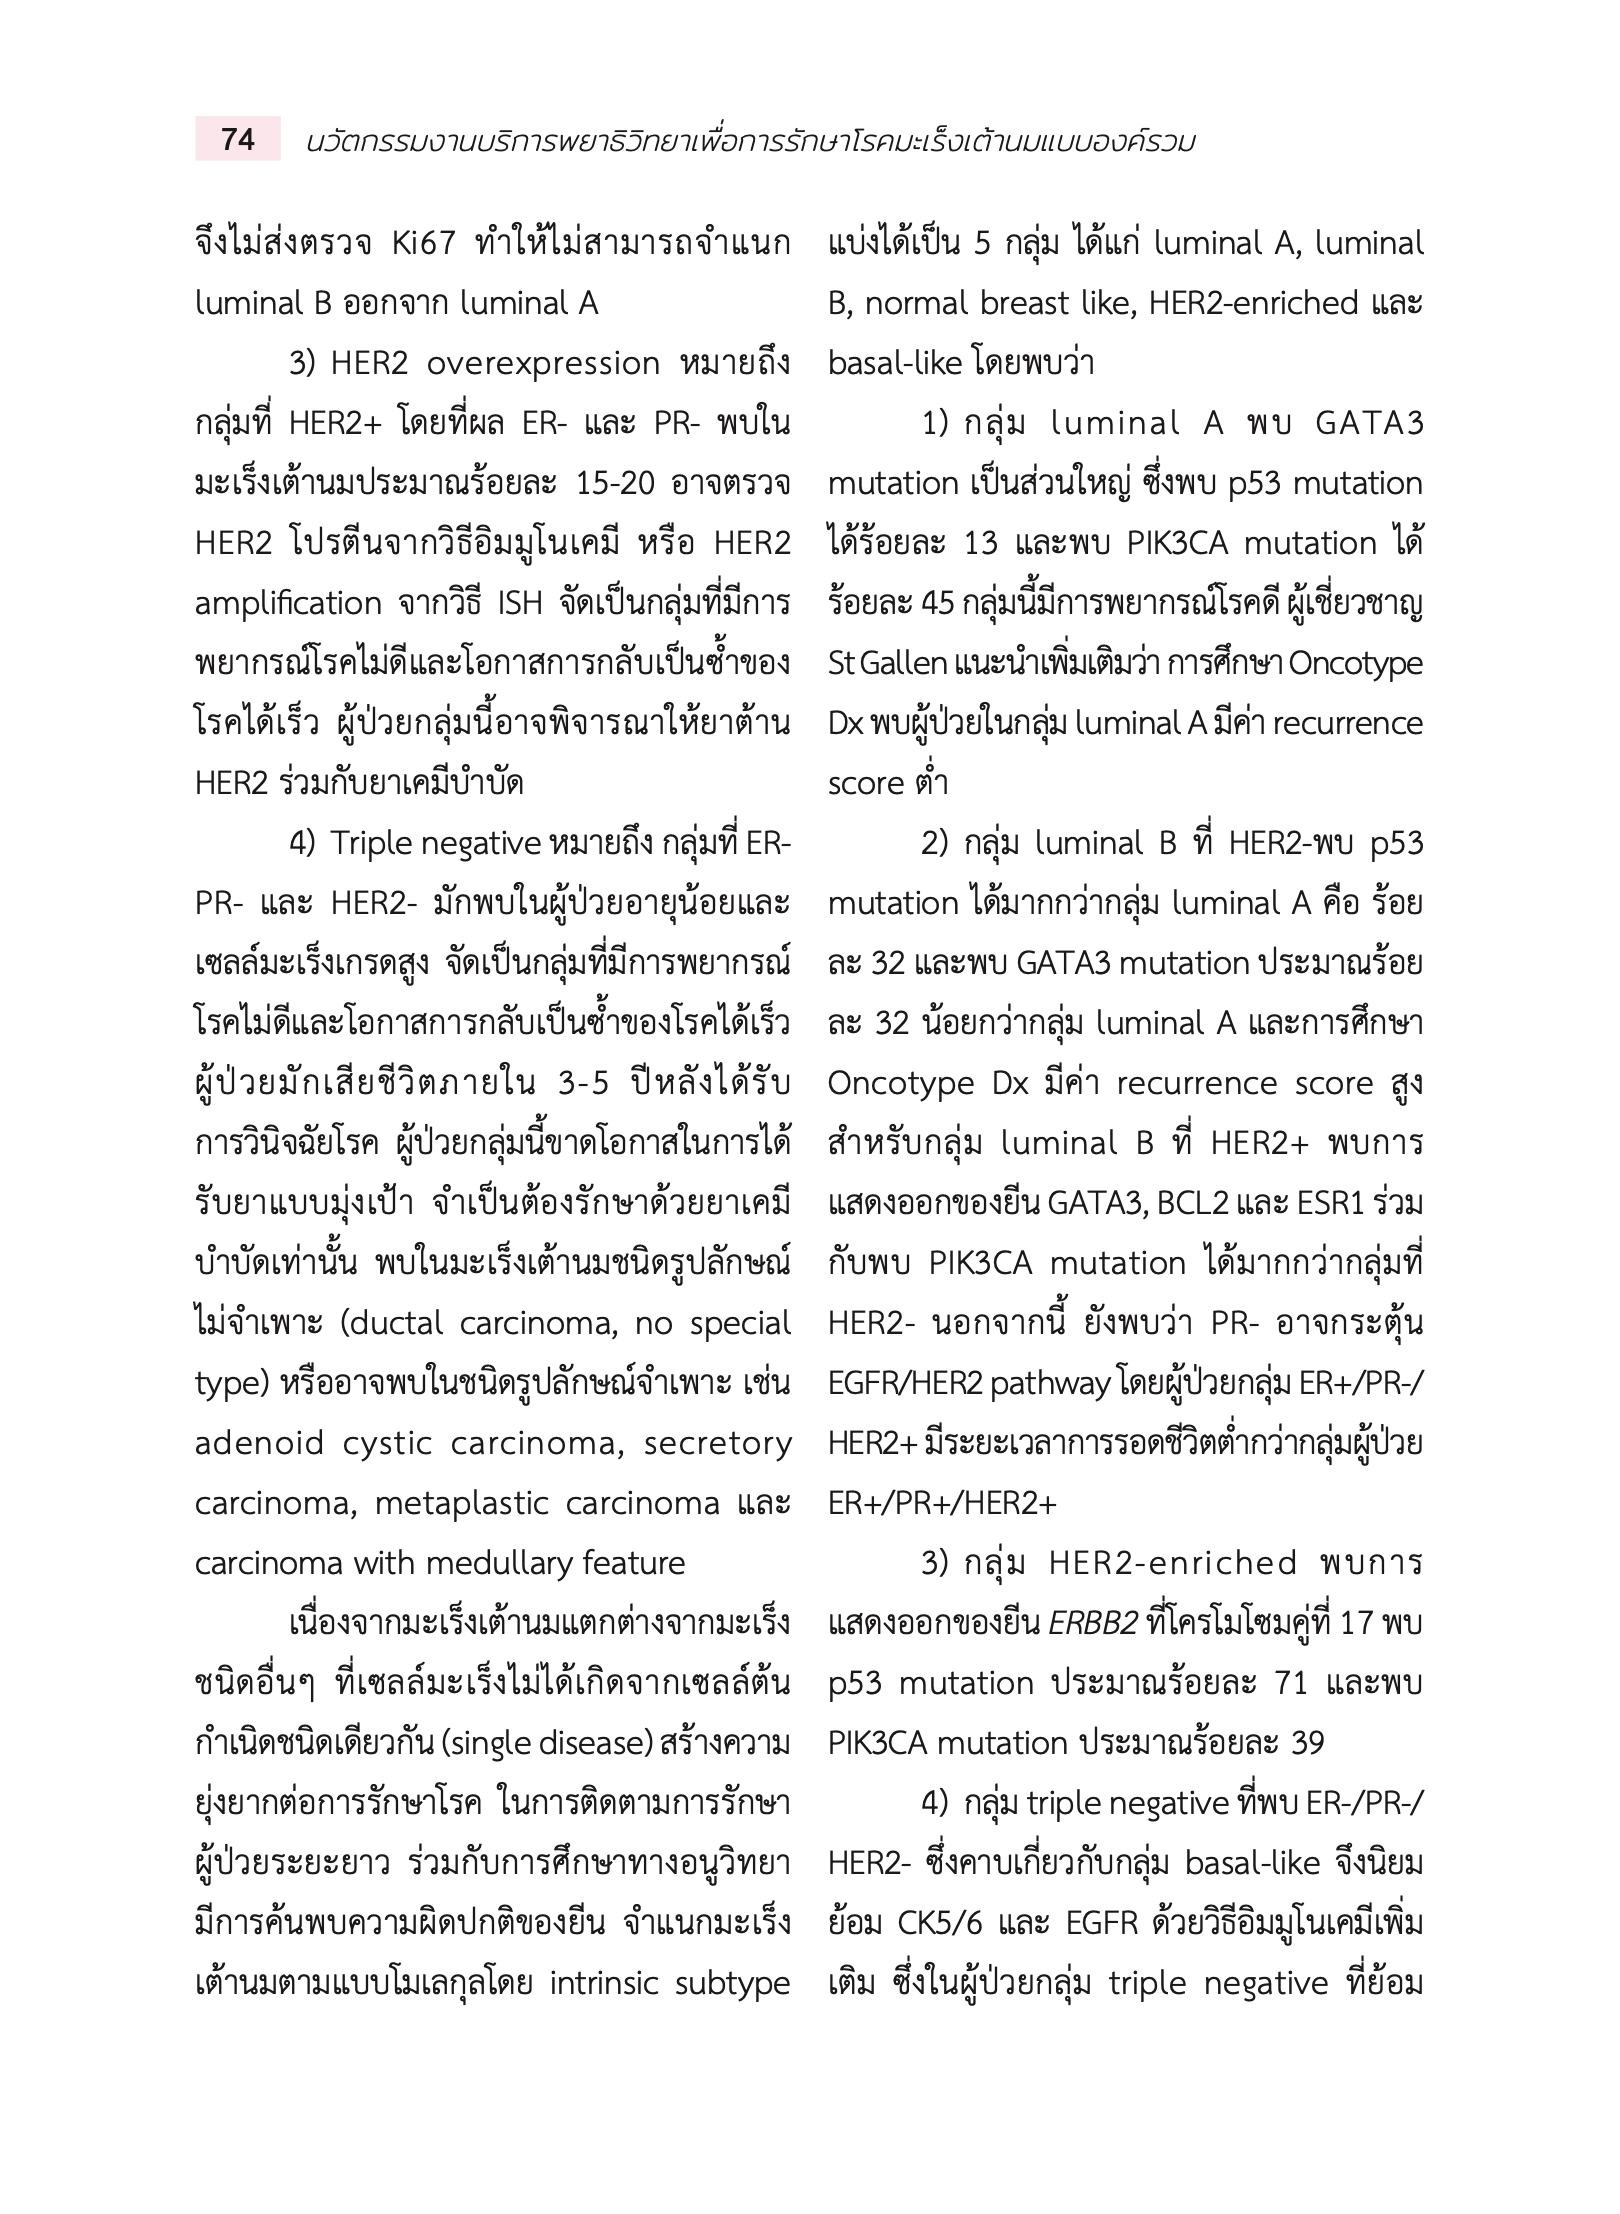 74 นวัตกรรมงานบริการพยาธิวิทยาเพื่อการรักษาโรคมะเร็งเต้านมแบบองค์รวม
จึงไม่ส่งตรวจ Ki67 ทำให้ไม่สามารถจำแนก
luminal B ออกจาก luminal A
3) HER2 overexpression หมายถึง
กลุ่มที่ HER2+ โดยที่ผล ER- และ PR- พบใน
มะเร็งเต้านมประมาณร้อยละ 15-20 อาจตรวจ
HER2 โปรตีนจากวิธีอิมมูโนเคมี หรือ HER2
amplification จากวิธี ISH จัดเป็นกลุ่มที่มีการ
พยากรณ์โรคไม่ดีและโอกาสการกลับเป็นซ้ำของ
โรคได้เร็ว ผู้ป่วยกลุ่มนี้อาจพิจารณาให้ยาต้าน
HER2 ร่วมกับยาเคมีบำบัด
4) Triple negative หมายถึง กลุ่มที่ ER-
PR- และ HER2- มักพบในผู้ป่วยอายุน้อยและ
เซลล์มะเร็งเกรดสูง จัดเป็นกลุ่มที่มีการพยากรณ์
โรคไม่ดีและโอกาสการกลับเป็นซ้ำของโรคได้เร็ว
ผู้ป่วยมักเสียชีวิตภายใน 3-5 ปีหลังได้รับ
การวินิจฉัยโรค ผู้ป่วยกลุ่มนี้ขาดโอกาสในการได้
รับยาแบบมุ่งเป้า จำเป็นต้องรักษาด้วยยาเคมี
บำบัดเท่านั้น พบในมะเร็งเต้านมชนิดรูปลักษณ์
ไม่จำเพาะ (ductal carcinoma, no special
type) หรืออาจพบในชนิดรูปลักษณ์จำเพาะ เช่น
adenoid cystic carcinoma, secretory
carcinoma, metaplastic carcinoma และ
carcinoma with medullary feature
เนื่องจากมะเร็งเต้านมแตกต่างจากมะเร็ง
ชนิดอื่นๆ ที่เซลล์มะเร็งไม่ได้เกิดจากเซลล์ต้น
กำเนิดชนิดเดียวกัน (single disease) สร้างความ
ยุ่งยากต่อการรักษาโรค ในการติดตามการรักษา
ผู้ป่วยระยะยาว ร่วมกับการศึกษาทางอนูวิทยา
มีการค้นพบความผิดปกติของยีน จำแนกมะเร็ง
เต้านมตามแบบโมเลกุลโดย intrinsic subtype
แบ่งได้เป็น 5 กลุ่ม ได้แก่ luminal A, luminal
B, normal breast like, HER2-enriched และ
basal-like โดยพบว่า
1) กลุ่ม luminal A พบ GATA3
mutation เป็นส่วนใหญ่ ซึ่งพบ p53 mutation
ได้ร้อยละ 13 และพบ PIK3CA mutation ได้
ร้อยละ 45 กลุ่มนี้มีการพยากรณ์โรคดี ผู้เชี่ยวชาญ
St Gallen แนะนำเพิ่มเติมว่า การศึกษา Oncotype
Dx พบผู้ป่วยในกลุ่ม luminal A มีค่า recurrence
score ต่ำ
2) กลุ่ม luminal B ที่ HER2-พบ p53
mutation ได้มากกว่ากลุ่ม luminal A คือ ร้อย
ละ 32 และพบ GATA3 mutation ประมาณร้อย
ละ 32 น้อยกว่ากลุ่ม luminal A และการศึกษา
Oncotype Dx มีค่า recurrence score สูง
สำหรับกลุ่ม luminal B ที่ HER2+ พบการ
แสดงออกของยีน GATA3, BCL2 และ ESR1 ร่วม
กับพบ PIK3CA mutation ได้มากกว่ากลุ่มที่
HER2- นอกจากนี้ ยังพบว่า PR- อาจกระตุ้น
EGFR/HER2 pathway โดยผู้ป่วยกลุ่ม ER+/PR-/
HER2+ มีระยะเวลาการรอดชีวิตต่ำกว่ากลุ่มผู้ป่วย
ER+/PR+/HER2+
3) กลุ่ม HER2-enriched พบการ
แสดงออกของยีน ERBB2 ที่โครโมโซมคู่ที่ 17 พบ
p53 mutation ประมาณร้อยละ 71 และพบ
PIK3CA mutation ประมาณร้อยละ 39
4) กลุ่ม triple negative ที่พบ ER-/PR-/
HER2- ซึ่งคาบเกี่ยวกับกลุ่ม basal-like จึงนิยม
ย้อม CK5/6 และ EGFR ด้วยวิธีอิมมูโนเคมีเพิ่ม
เติม ซึ่งในผู้ป่วยกลุ่ม triple negative ที่ย้อม